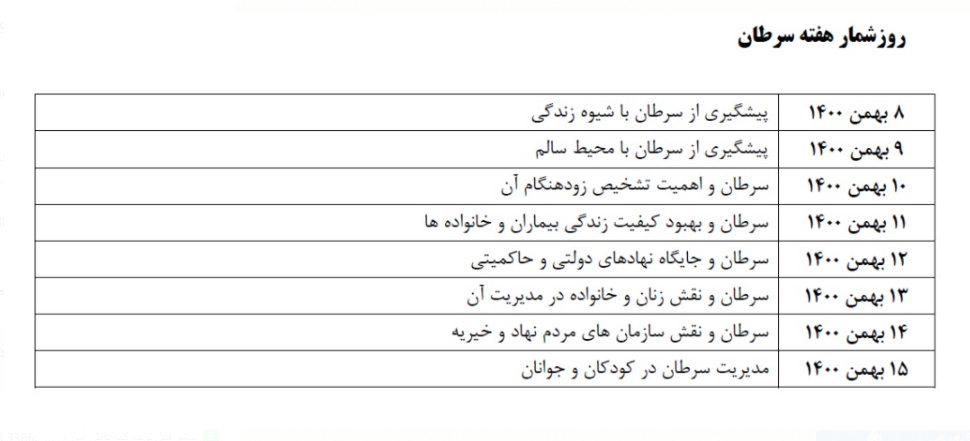 روزشمار هفته سرطان
۸ بهمن ۱۴۰۰ پیشگیری از سرطان با شیوه زندگی
۹ بهمن ۱۴۰۰ پیشگیری از سرطان با محیط سالم
۱۰ بهمن ۱۴۰۰ سرطان و اهمیت تشخیص زودهنگام آن
۱۱ بهمن ۱۴۰۰ سرطان و بهبود کیفیت زندگی بیماران و خانواده ها
۱۲ بهمن ۱۴۰۰ سرطان و جایگاه نهادهای دولتی و حاکمیتی
۱۳ بهمن ۱۴۰۰ سرطان و نقش زنان و خانواده در مدیریت آن
۱۴ بهمن ۱۴۰۰ سرطان و نقش سازمان های مردم نهاد و خیریه
۱۵ بهمن ۱۴۰۰ مدیریت سرطان در کودکان و جوانان